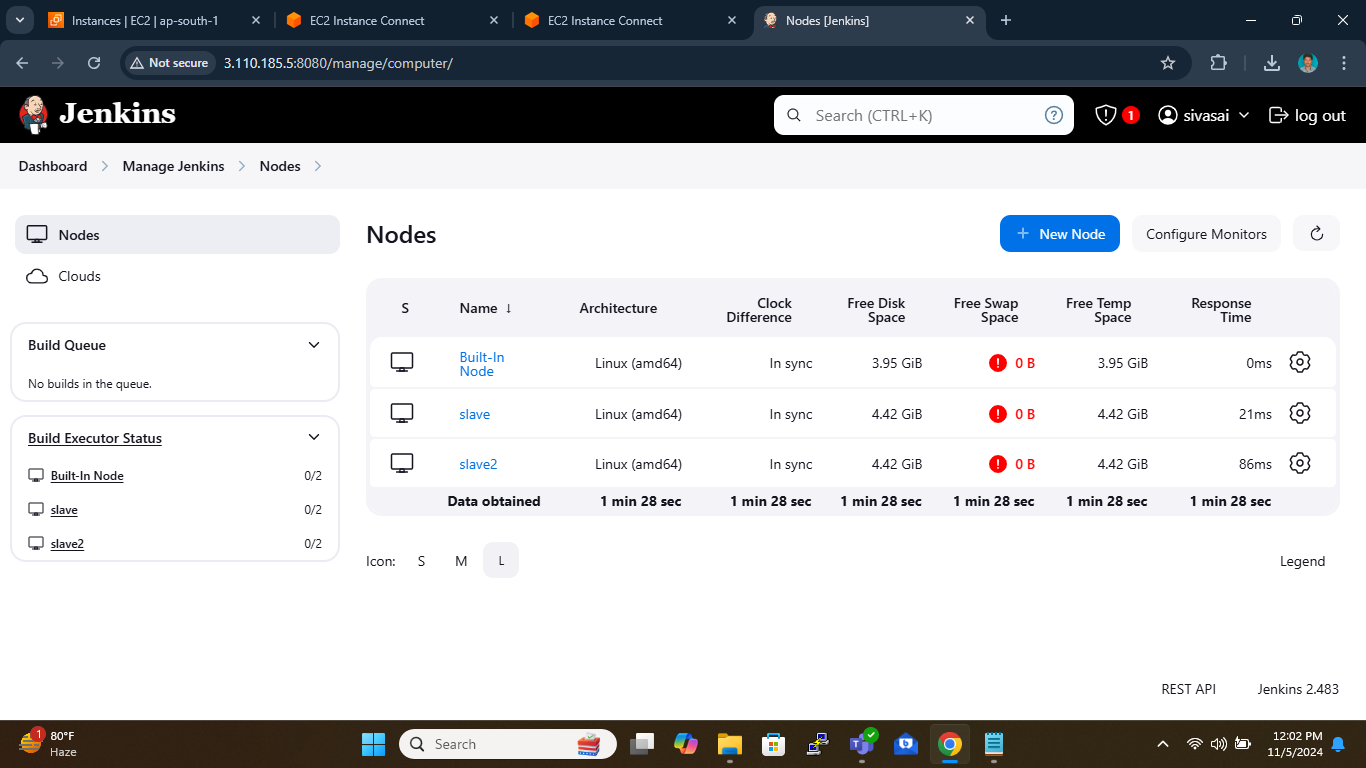 Instances | EC2 | ap-south-1
EC2 Instance Connect
EC2 Instance Connect
Nodes [Jenkins]
Not secure
3.110.185.5:8080/manage/computer/
Jenkins
Search (CTRL+K)
1
sivasai
log out
Dashboard
Manage Jenkins
Nodes
Nodes
Clouds
Build Queue
No builds in the queue.
Build Executor Status
Built-In Node 0/2
slave 0/2
slave2 0/2
Nodes
+ New Node
Configure Monitors
S Name ↓ Architecture Clock Difference Free Disk Space Free Swap Space Free Temp Space Response Time
Built-In Node Linux (amd64) In sync 3.95 GiB 0 B 3.95 GiB 0ms
slave Linux (amd64) In sync 4.42 GiB 0 B 4.42 GiB 21ms
slave2 Linux (amd64) In sync 4.42 GiB 0 B 4.42 GiB 86ms
Data obtained 1 min 28 sec 1 min 28 sec 1 min 28 sec 1 min 28 sec 1 min 28 sec 1 min 28 sec
Icon: S M L
Legend
REST API
Jenkins 2.483
1
80°F
Haze
Search
12:02 PM
11/5/2024